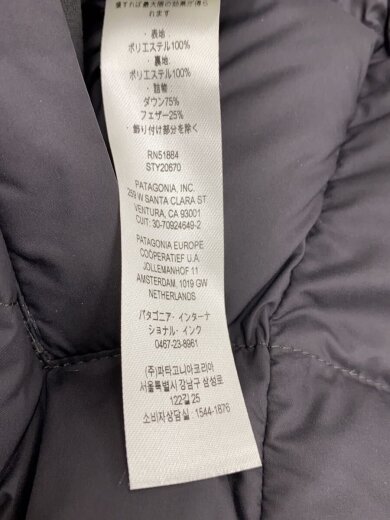 ・表地:
ポリエステル100%
・裏地:
ポリエステル100%
・詰物:
ダウン75%
フェザー25%
・飾り付け部分を除く
RN51884
STY20670
PATAGONIA, INC.
259 W SANTA CLARA ST
VENTURA, CA 93001
CUIT: 30-70924649-2
PATAGONIA EUROPE
COÖPERATIEF U.A.
JOLLEMANHOF 11
AMSTERDAM, 1019 GW
NETHERLANDS
パタゴニア・インターナ
ショナル・インク
0467-23-8961
(주)파타고니아코리아
서울특별시 강남구 삼성로
122길 25
소비자상담실 : 1544-1876